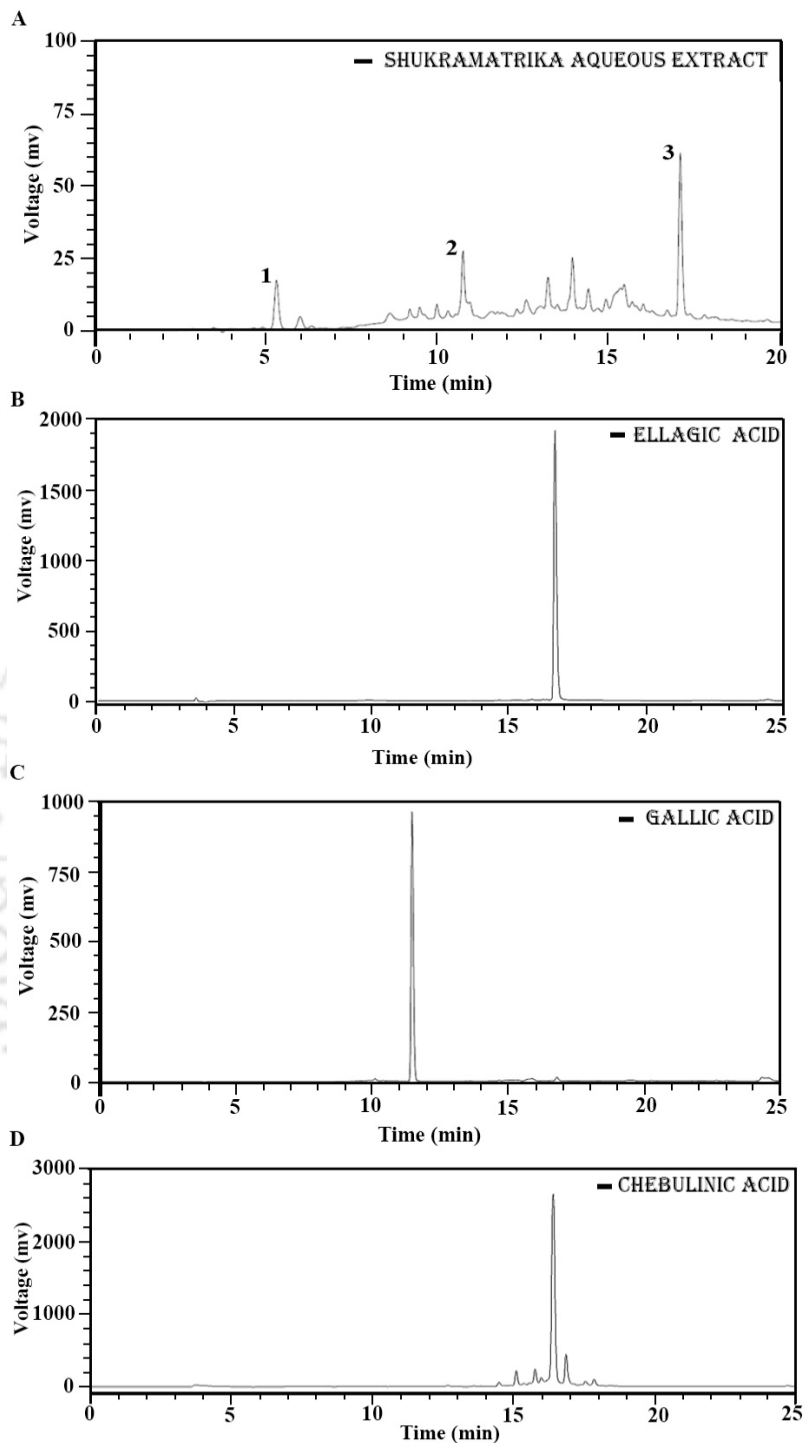 A
— SHUKRAMATRIKA AQUEOUS EXTRACT
100
75
50
25
0
Voltage (mv)
1
2
3
0 5 10 15 20
Time (min)
B
— ELLAGIC ACID
2000
1500
1000
500
0
Voltage (mv)
0 5 10 15 20 25
Time (min)
C
— GALLIC ACID
1000
750
500
250
0
Voltage (mv)
0 5 10 15 20 25
Time (min)
D
— CHEBULINIC ACID
3000
2000
1000
0
Voltage (mv)
0 5 10 15 20 25
Time (min)